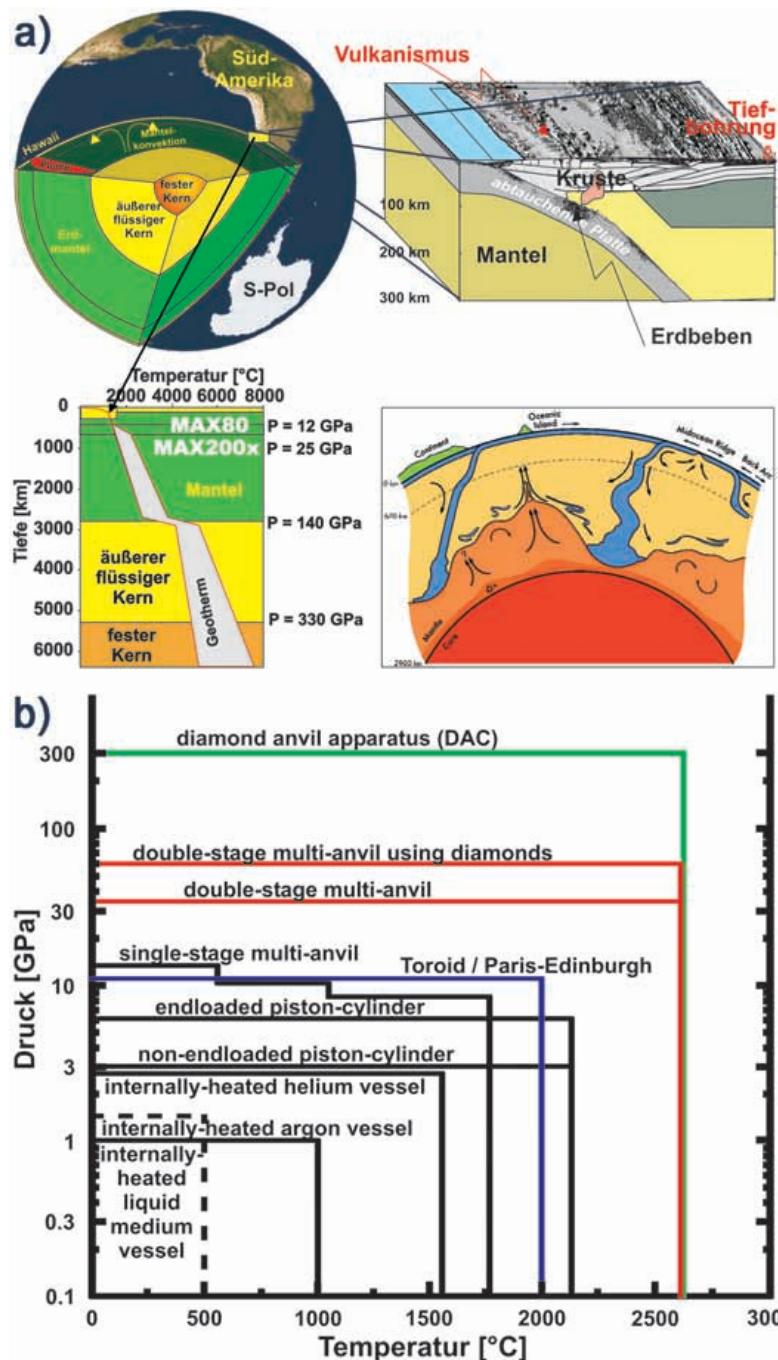 a)
Süd-
Amerika
Hawaii
Mantel-
konvektion
fester
Kern
äußerer
flüssiger
Kern
Erd-
mantel
S-Pol
Vulkanismus
Tief-
bohrung
Kruste
abtauchende Platte
100 km
200 km
300 km
Mantel
Erdbeben
Temperatur [°C]
2000 4000 6000 8000
0
1000
2000
3000
4000
5000
6000
Tiefe [km]
MAX80
MAX200x
Mantel
äußerer
flüssiger
Kern
fester
Kern
Geotherm
P = 12 GPa
P = 25 GPa
P = 140 GPa
P = 330 GPa
Continent
Oceanic
Island
Midocean Ridge
Back Arc
Mantle
Core
2900 km
b)
Druck [GPa]
300
100
30
10
3
1
0.3
0.1
diamond anvil apparatus (DAC)
double-stage multi-anvil using diamonds
double-stage multi-anvil
single-stage multi-anvil
Toroid / Paris-Edinburgh
endloaded piston-cylinder
non-endloaded piston-cylinder
internally-heated helium vessel
internally-heated argon vessel
internally-
heated
liquid
medium
vessel
0 500 1000 1500 2000 2500
Temperatur [°C]